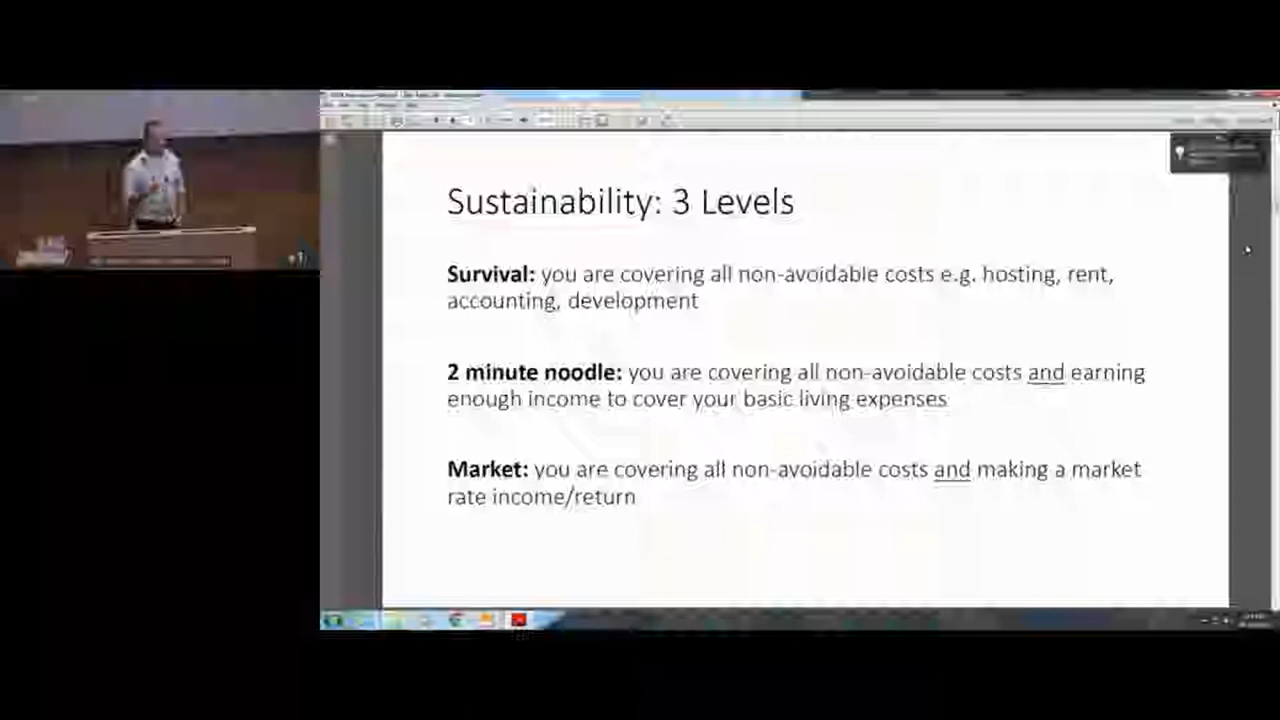 Sustainability: 3 Levels
Survival: you are covering all non-avoidable costs e.g. hosting, rent,
accounting, development
2 minute noodle: you are covering all non-avoidable costs and earning
enough income to cover your basic living expenses
Market: you are covering all non-avoidable costs and making a market
rate income/return